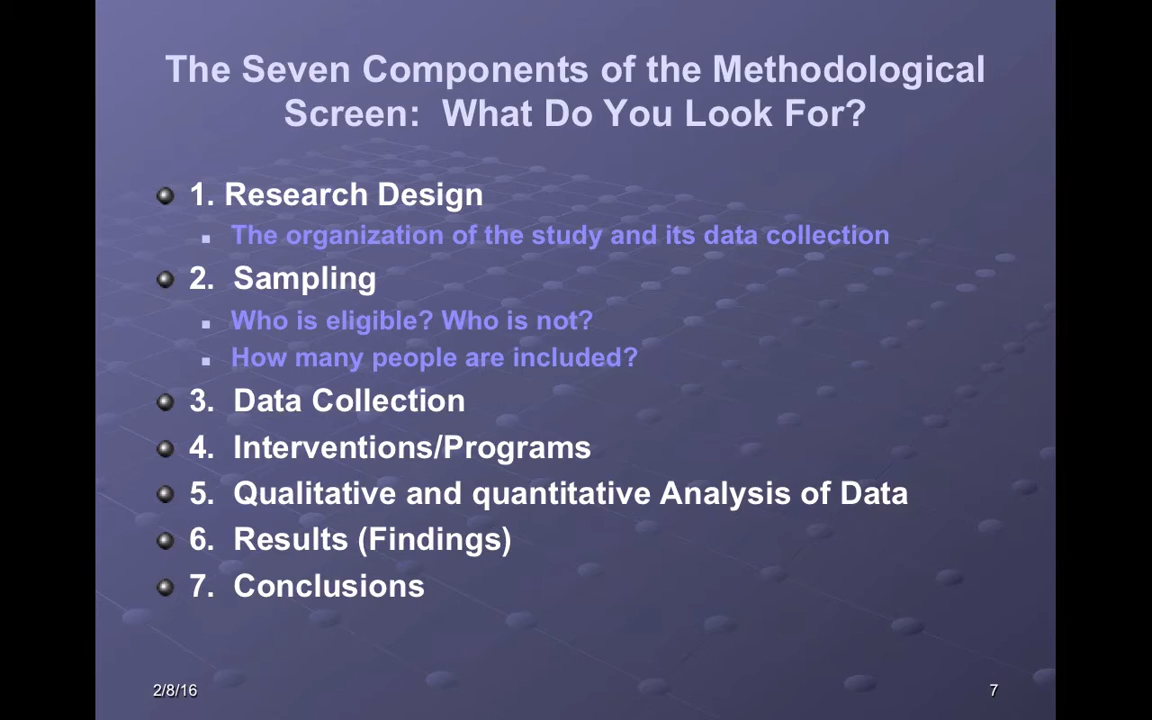 The Seven Components of the Methodological
Screen: What Do You Look For?
1. Research Design
The organization of the study and its data collection
2. Sampling
Who is eligible? Who is not?
How many people are included?
3. Data Collection
4. Interventions/Programs
5. Qualitative and quantitative Analysis of Data
6. Results (Findings)
7. Conclusions
2/8/16
7